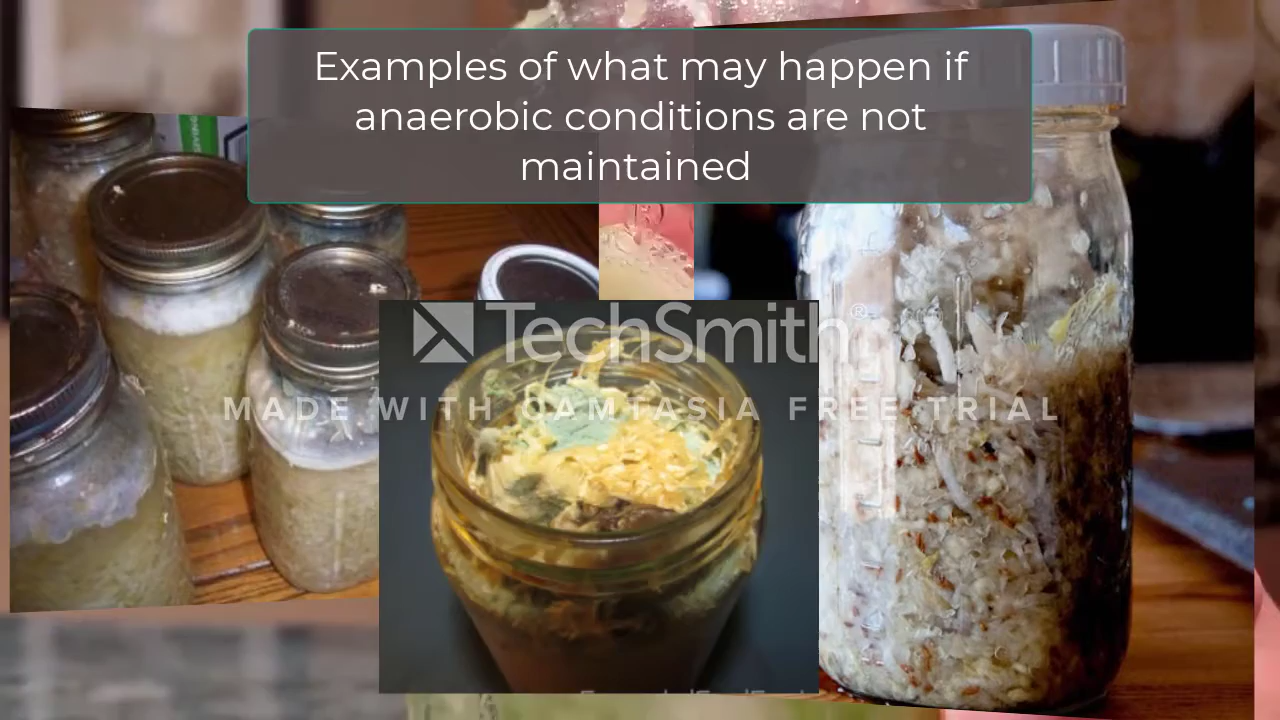 Examples of what may happen if
anaerobic conditions are not
maintained
TechSmith
MADE WITH CAMTASIA FREE TRIAL